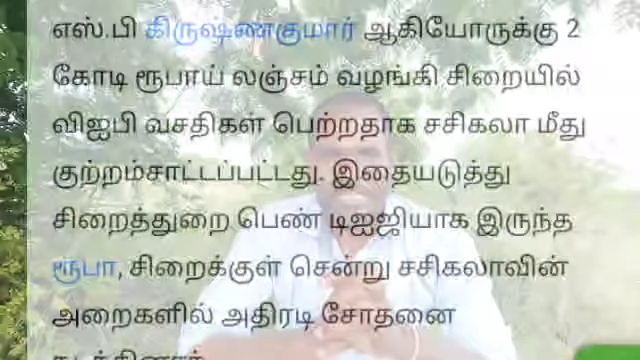 எஸ்.பி கிருஷ்ணகுமார் ஆகியோருக்கு 2
கோடி ரூபாய் லஞ்சம் வழங்கி சிறையில்
விஐபி வசதிகள் பெற்றதாக சசிகலா மீது
குற்றம்சாட்டப்பட்டது. இதையடுத்து
சிறைத்துறை பெண் டிஐஜியாக இருந்த
ரூபா, சிறைக்குள் சென்று சசிகலாவின்
அறைகளில் அதிரடி சோதனை